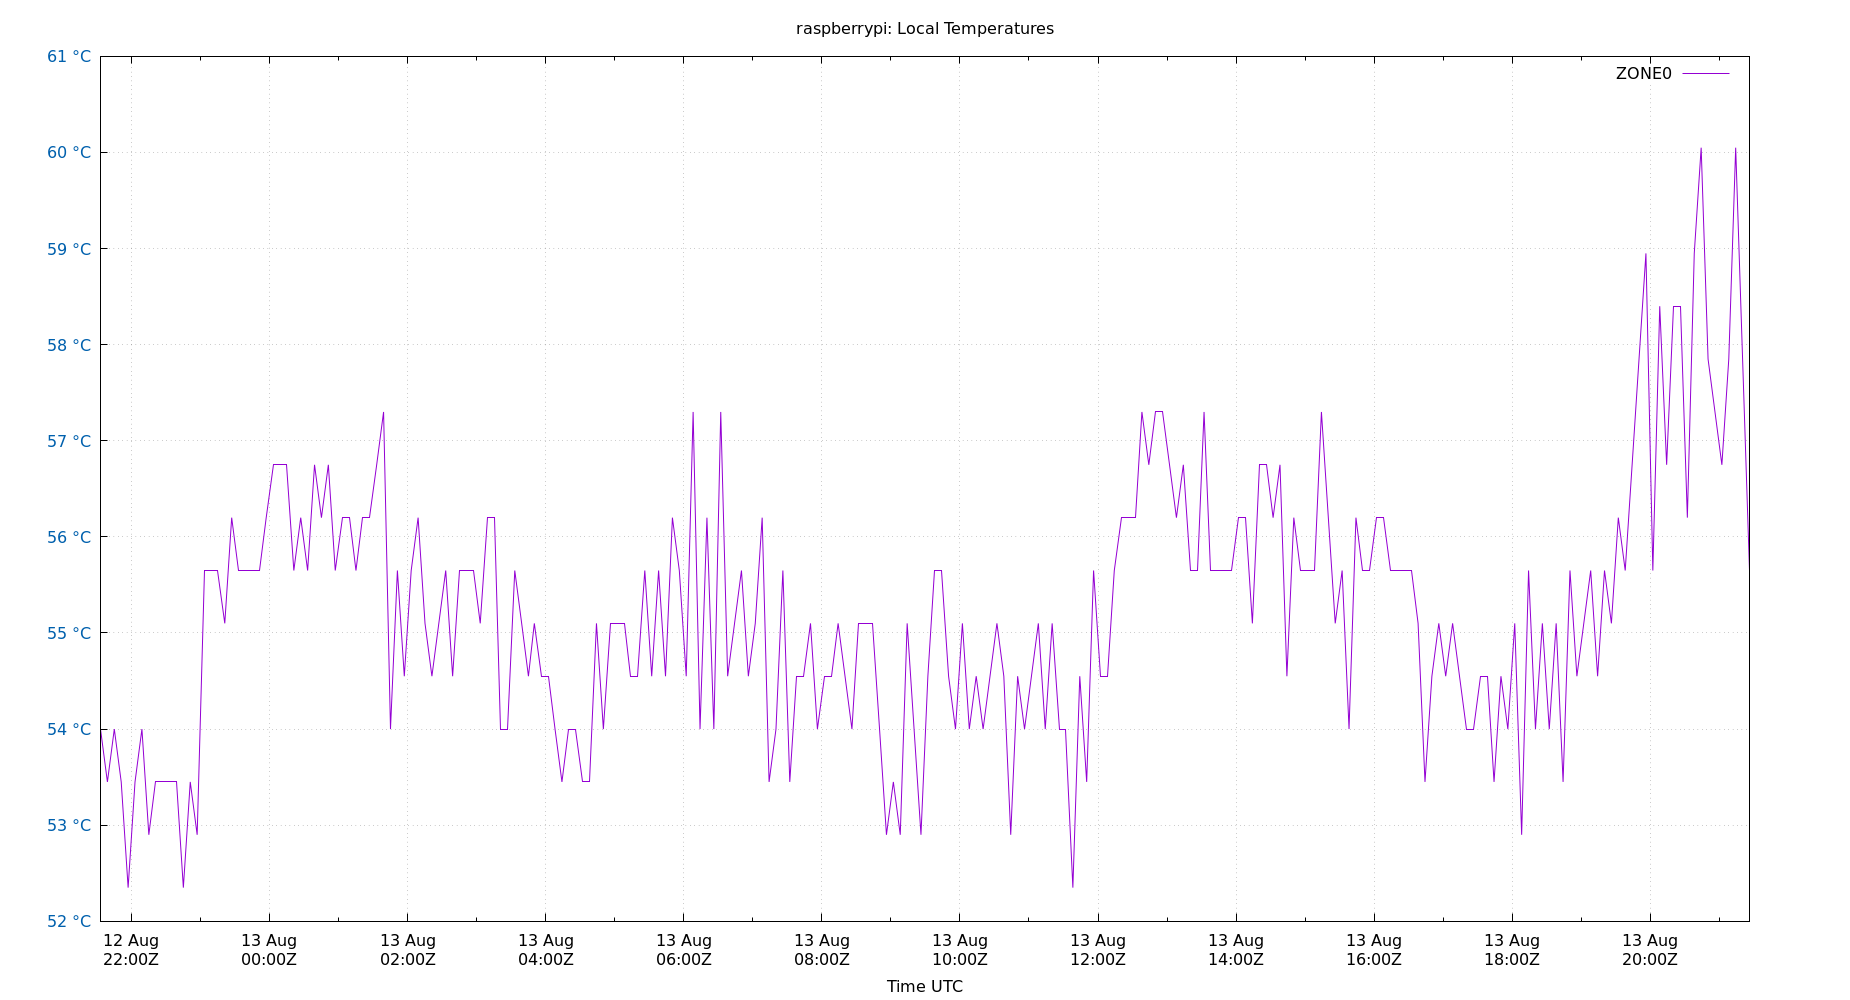 raspberrypi: Local Temperatures
61 °C
ZONE0
60 °C
59 °C
58 °C
57 °C
56 °C
55 °C
54 °C
53 °C
52 °C
12 Aug 13 Aug 13 Aug 13 Aug 13 Aug 13 Aug 13 Aug 13 Aug 13 Aug 13 Aug 13 Aug 13 Aug
22:00Z 00:00Z 02:00Z 04:00Z 06:00Z 08:00Z 10:00Z 12:00Z 14:00Z 16:00Z 18:00Z 20:00Z
Time UTC